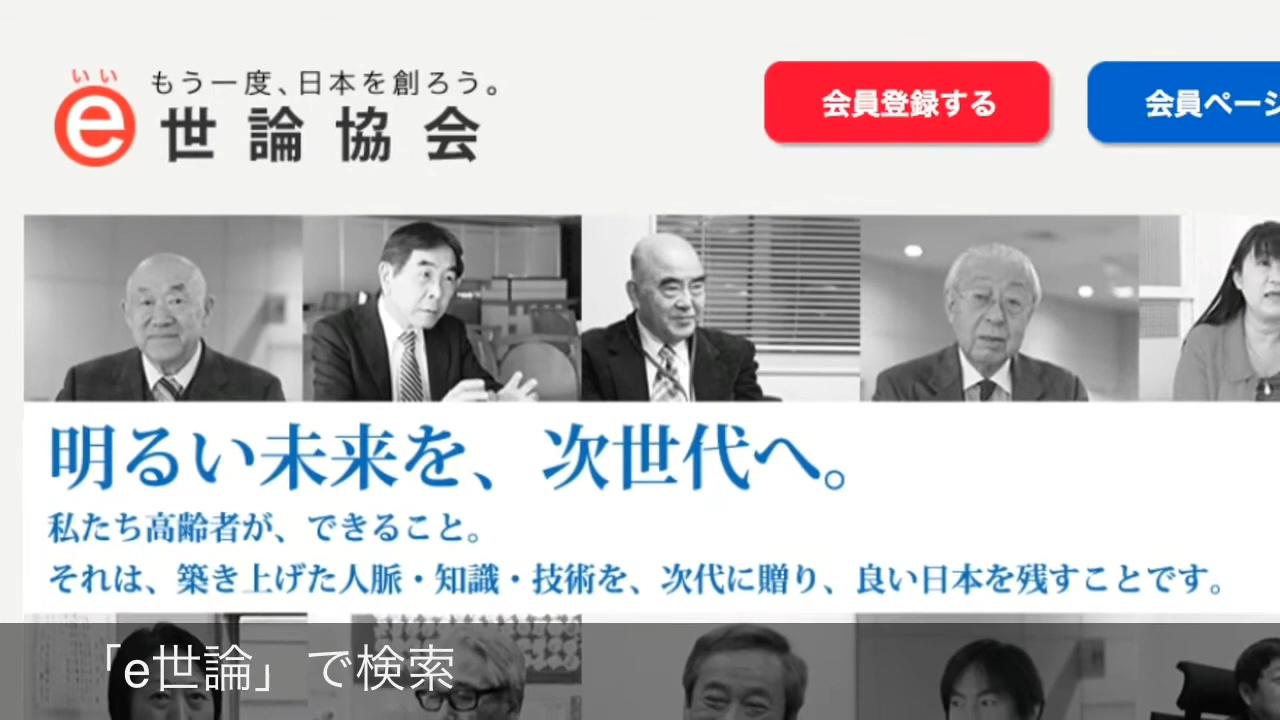 いい
もう一度、日本を創ろう。
e世論協会
会員登録する
会員ページ
明るい未来を、次世代へ。
私たち高齢者が、できること。
それは、築き上げた人脈・知識・技術を、次代に贈り、良い日本を残すことです。
「e世論」で検索